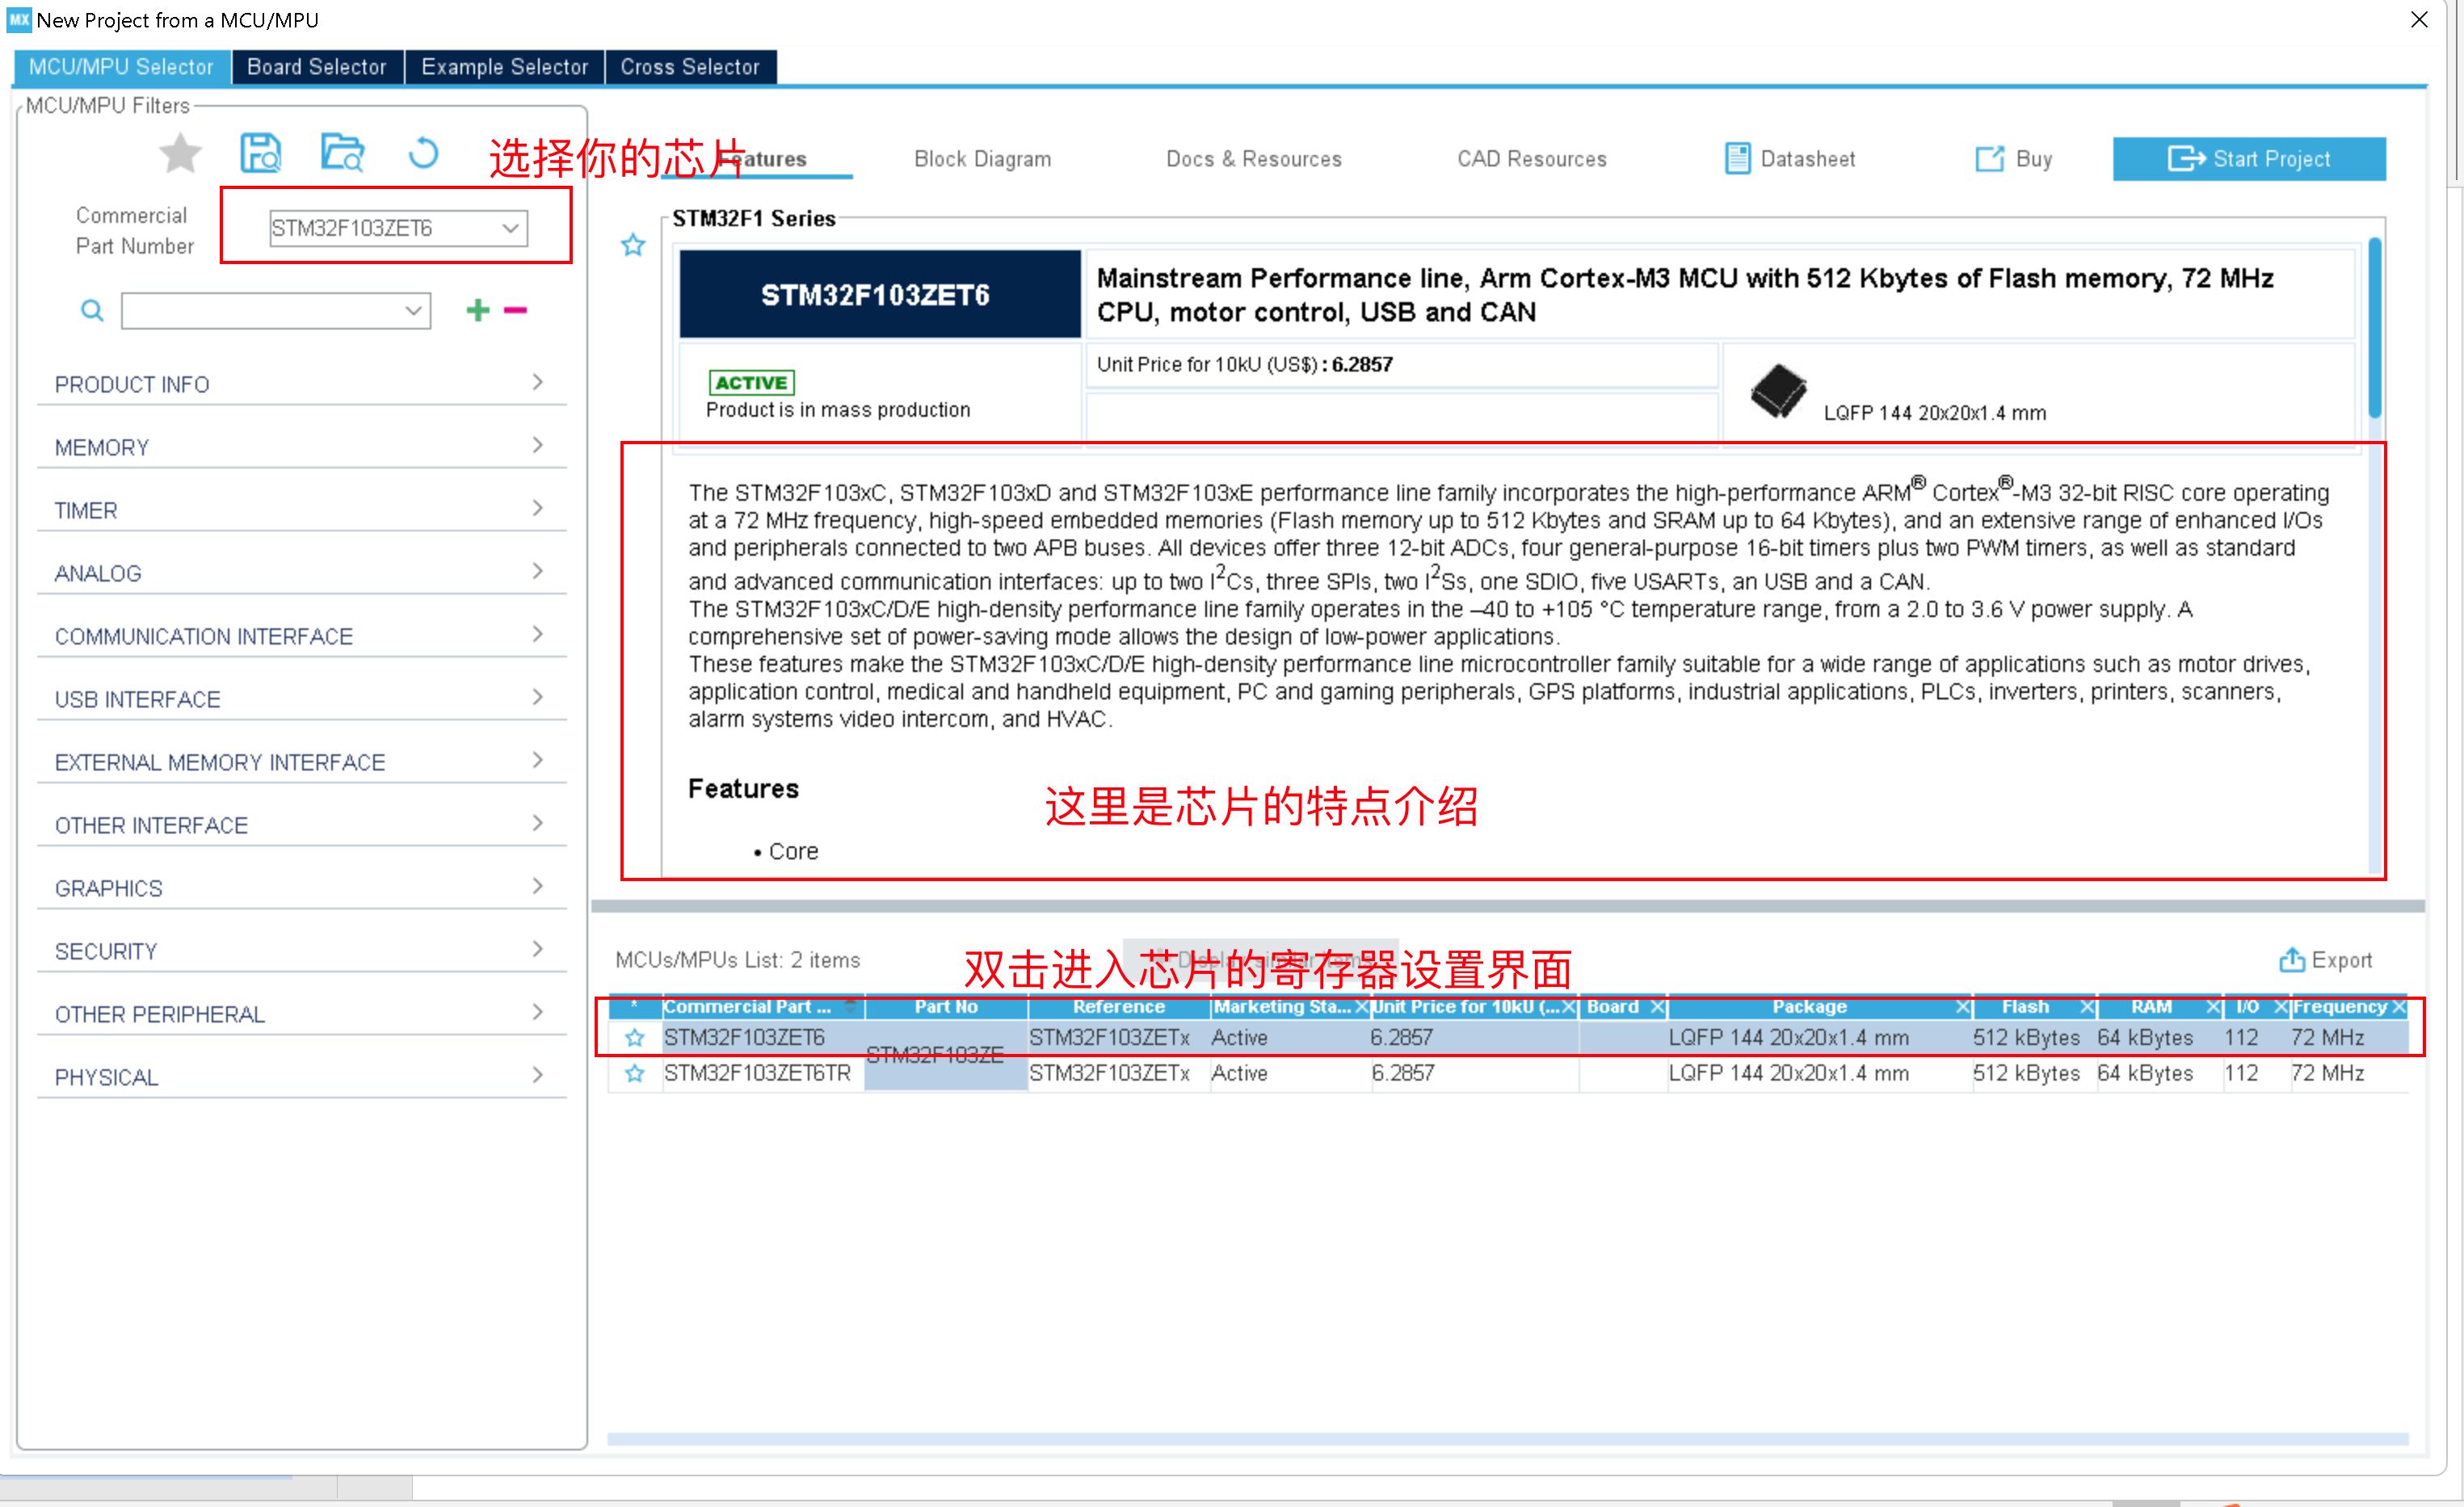 MX New Project from a MCU/MPU
MCU/MPU Selector Board Selector Example Selector Cross Selector
MCU/MPU Filters
选择你的芯片
Features Block Diagram Docs & Resources CAD Resources Datasheet Buy Start Project
Commercial
Part Number
STM32F103ZET6
PRODUCT INFO
MEMORY
TIMER
ANALOG
COMMUNICATION INTERFACE
USB INTERFACE
EXTERNAL MEMORY INTERFACE
OTHER INTERFACE
GRAPHICS
SECURITY
OTHER PERIPHERAL
PHYSICAL
STM32F1 Series
STM32F103ZET6
Mainstream Performance line, Arm Cortex-M3 MCU with 512 Kbytes of Flash memory, 72 MHz
CPU, motor control, USB and CAN
ACTIVE
Product is in mass production
Unit Price for 10kU (US$) : 6.2857
LQFP 144 20x20x1.4 mm
The STM32F103xC, STM32F103xD and STM32F103xE performance line family incorporates the high-performance ARM® Cortex®-M3 32-bit RISC core operating
at a 72 MHz frequency, high-speed embedded memories (Flash memory up to 512 Kbytes and SRAM up to 64 Kbytes), and an extensive range of enhanced I/Os
and peripherals connected to two APB buses. All devices offer three 12-bit ADCs, four general-purpose 16-bit timers plus two PWM timers, as well as standard
and advanced communication interfaces: up to two I²Cs, three SPIs, two I²Ss, one SDIO, five USARTs, an USB and a CAN.
The STM32F103xC/D/E high-density performance line family operates in the –40 to +105 °C temperature range, from a 2.0 to 3.6 V power supply. A
comprehensive set of power-saving mode allows the design of low-power applications.
These features make the STM32F103xC/D/E high-density performance line microcontroller family suitable for a wide range of applications such as motor drives,
application control, medical and handheld equipment, PC and gaming peripherals, GPS platforms, industrial applications, PLCs, inverters, printers, scanners,
alarm systems video intercom, and HVAC.
Features
这里是芯片的特点介绍
• Core
MCUs/MPUs List: 2 items
Display similar items
双击进入芯片的寄存器设置界面
Export
* Commercial Part ... Part No Reference Marketing Sta... Unit Price for 10kU (... Board Package Flash RAM I/O Frequency
STM32F103ZET6 STM32F103ZE STM32F103ZETx Active 6.2857 LQFP 144 20x20x1.4 mm 512 kBytes 64 kBytes 112 72 MHz
STM32F103ZET6TR STM32F103ZETx Active 6.2857 LQFP 144 20x20x1.4 mm 512 kBytes 64 kBytes 112 72 MHz